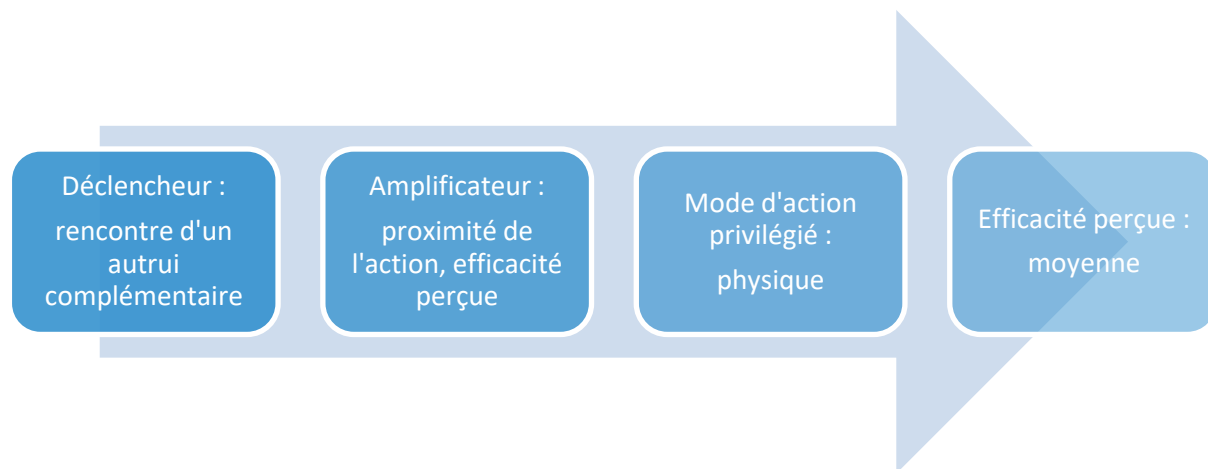 Déclencheur :
rencontre d'un
autrui
complémentaire
Amplificateur :
proximité de
l'action, efficacité
perçue
Mode d'action
privilégié :
physique
Efficacité perçue :
moyenne